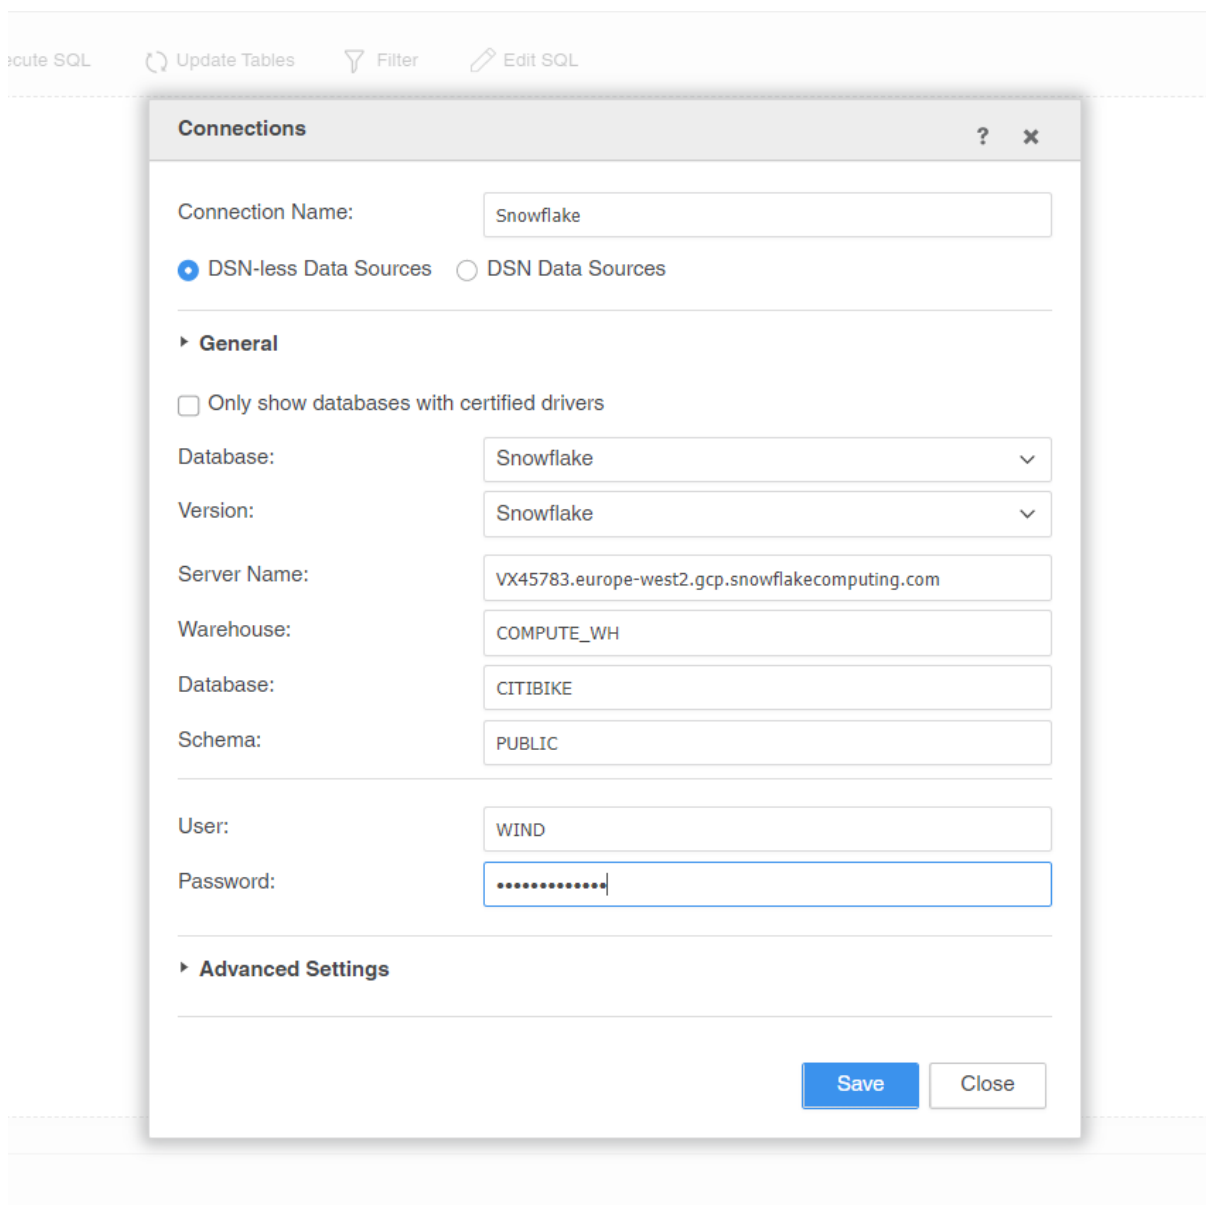 Update Tables Filter Edit SQL
Connections ?
Connection Name: Snowflake
DSN-less Data Sources DSN Data Sources
General
Only show databases with certified drivers
Database: Snowflake
Version: Snowflake
Server Name: VX45783.europe-west2.gcp.snowflakecomputing.com
Warehouse: COMPUTE_WH
Database: CITIBIKE
Schema: PUBLIC
User: WIND
Password: •••••••••••••
Advanced Settings
Save Close